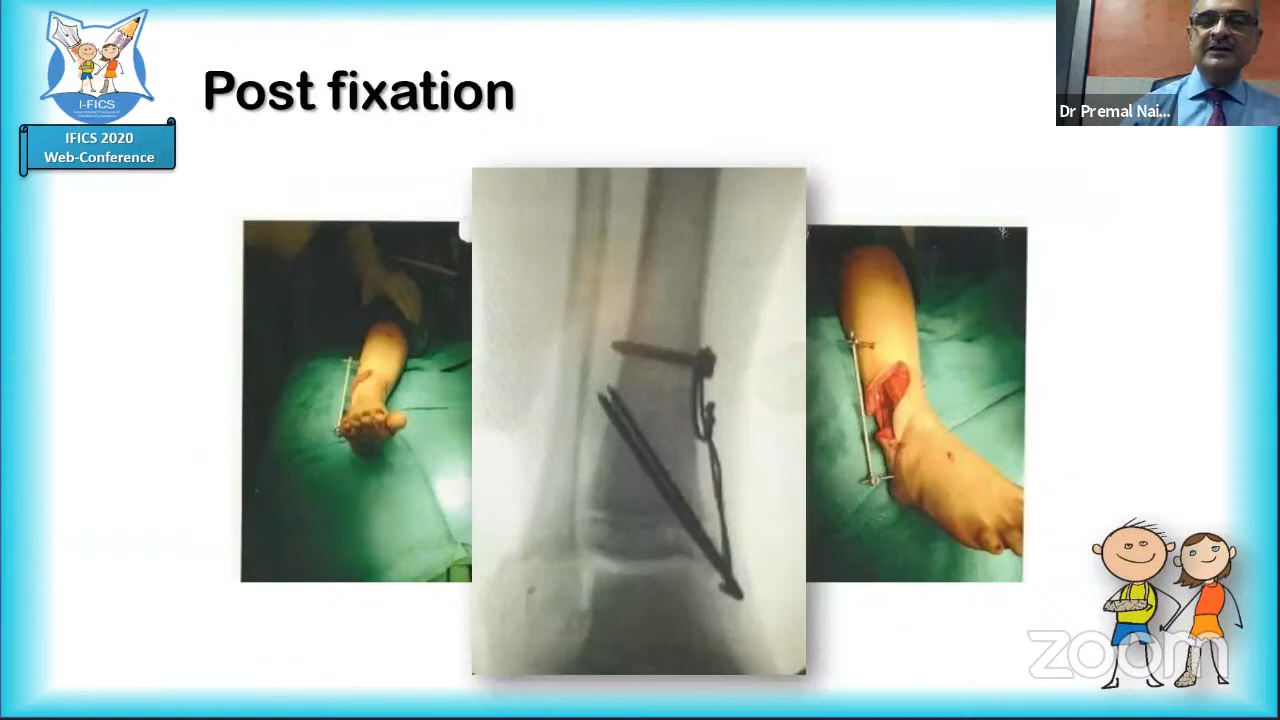 Post fixation
I-FICS
IFICS 2020
Web-Conference
Dr Premal Nai...
zoom